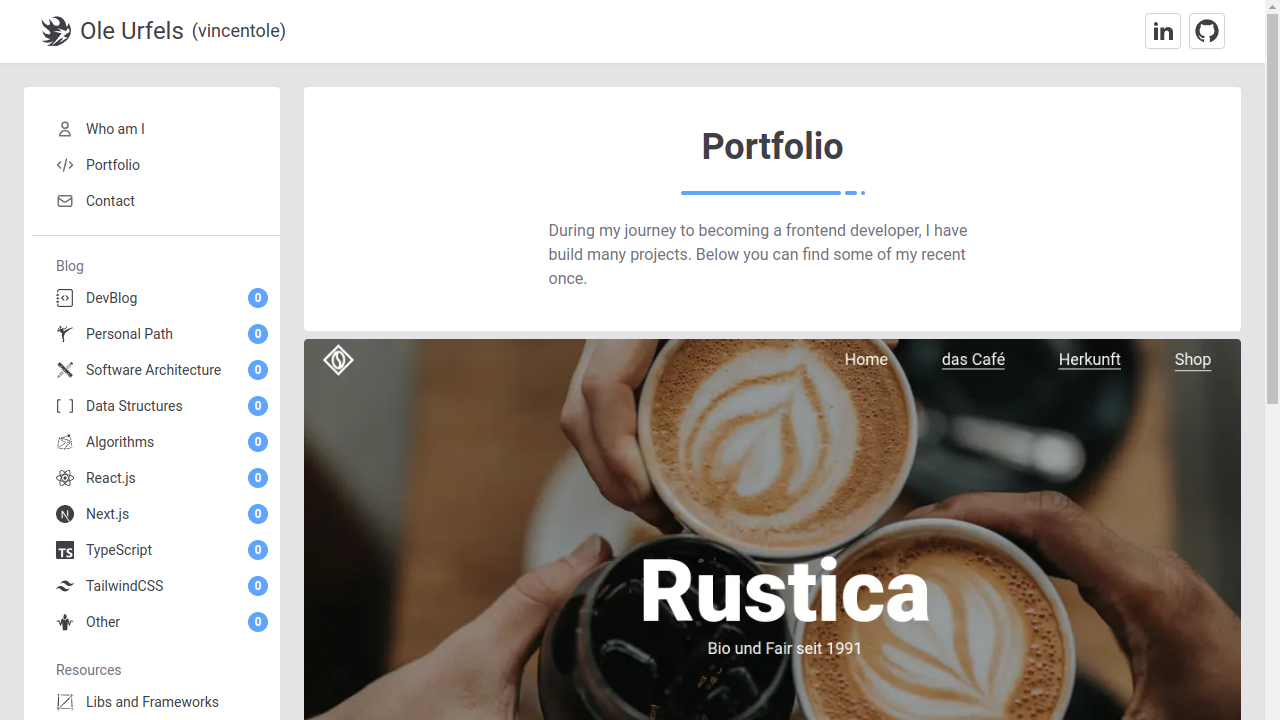 Ole Urfels (vincentole)
Who am I
Portfolio
Contact
Blog
DevBlog 0
Personal Path 0
Software Architecture 0
Data Structures 0
Algorithms 0
React.js 0
Next.js 0
TypeScript 0
TailwindCSS 0
Other 0
Resources
Libs and Frameworks
Portfolio
During my journey to becoming a frontend developer, I have
build many projects. Below you can find some of my recent
once.
Home das Café Herkunft Shop
Rustica
Bio und Fair seit 1991